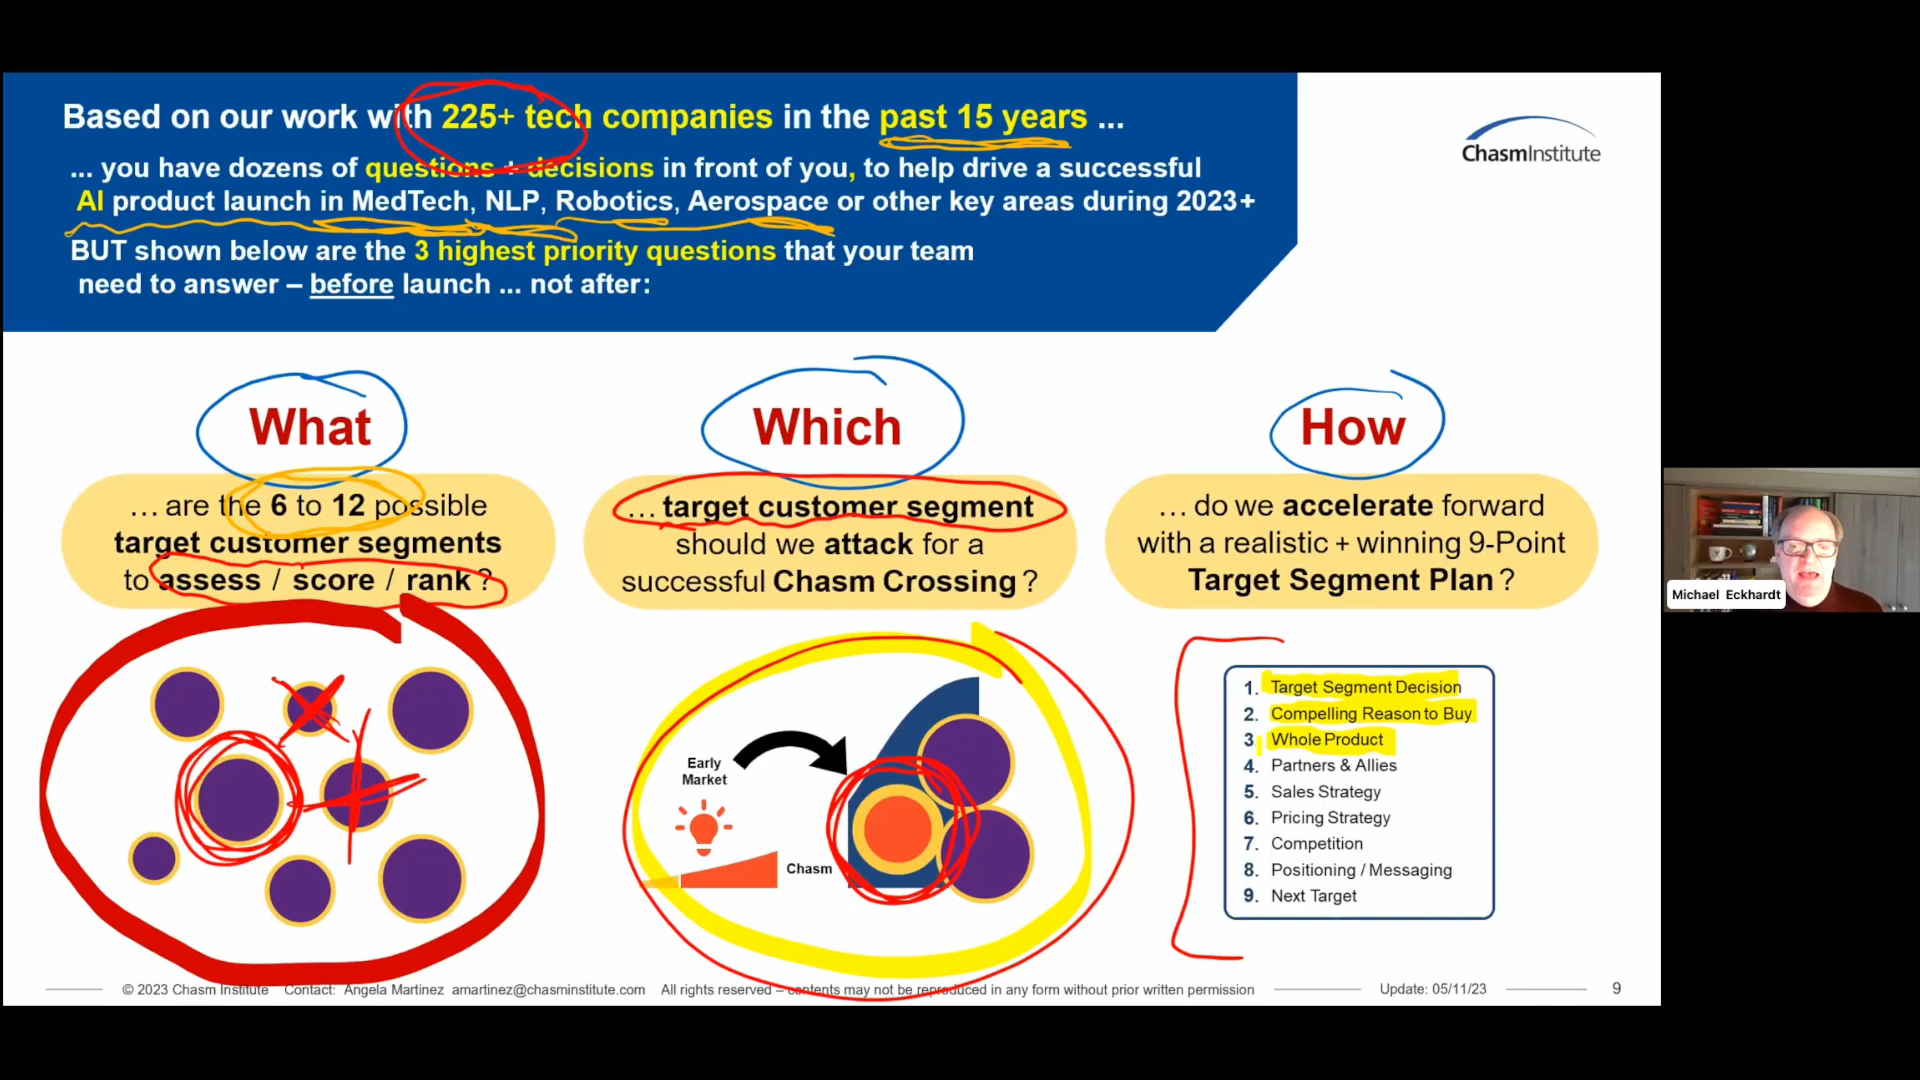 Based on our work with 225+ tech companies in the past 15 years ...
... you have dozens of questions + decisions in front of you, to help drive a successful
AI product launch in MedTech, NLP, Robotics, Aerospace or other key areas during 2023+
BUT shown below are the 3 highest priority questions that your team
need to answer – before launch ... not after:
ChasmInstitute
What
... are the 6 to 12 possible
target customer segments
to assess / score / rank ?
Which
... target customer segment
should we attack for a
successful Chasm Crossing ?
How
... do we accelerate forward
with a realistic + winning 9-Point
Target Segment Plan ?
Early
Market
Chasm
1. Target Segment Decision
2. Compelling Reason to Buy
3 Whole Product
4. Partners & Allies
5. Sales Strategy
6. Pricing Strategy
7. Competition
8. Positioning / Messaging
9. Next Target
Michael Eckhardt
© 2023 Chasm Institute Contact: Angela Martinez amartinez@chasminstitute.com All rights reserved – contents may not be reproduced in any form without prior written permission Update: 05/11/23 9